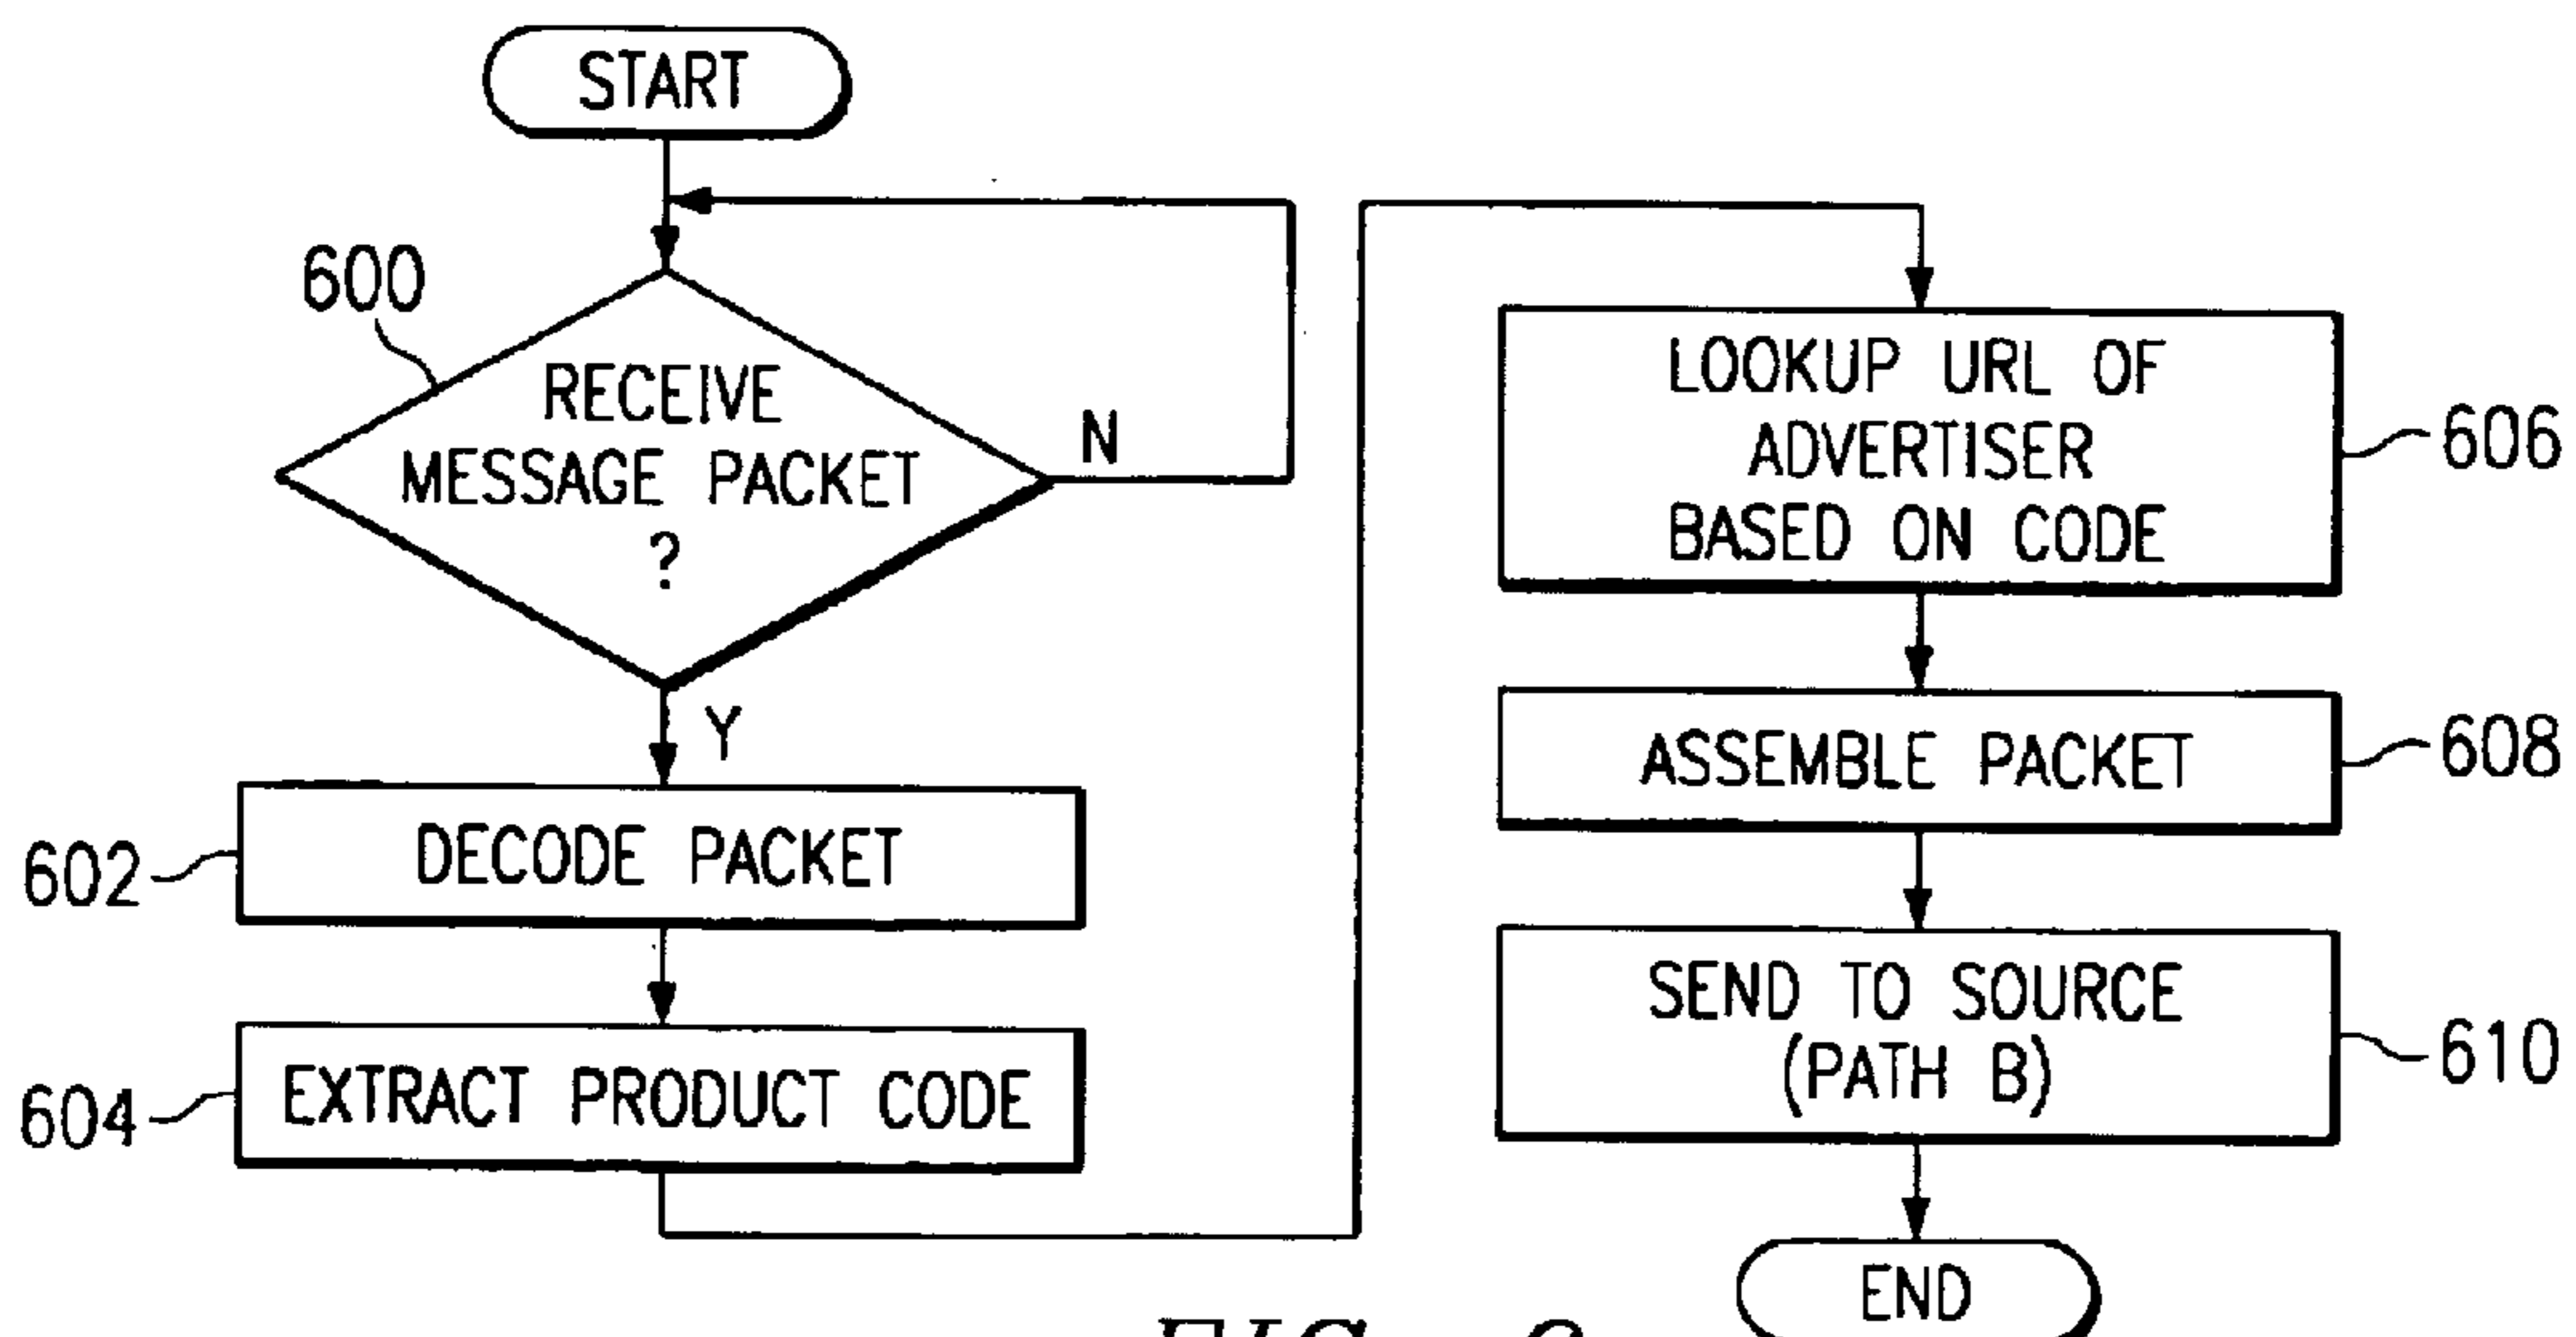 START
600
RECEIVE
MESSAGE PACKET
?
N
Y
602
DECODE PACKET
604
EXTRACT PRODUCT CODE
LOOKUP URL OF
ADVERTISER
BASED ON CODE
606
ASSEMBLE PACKET
608
SEND TO SOURCE
(PATH B)
610
END